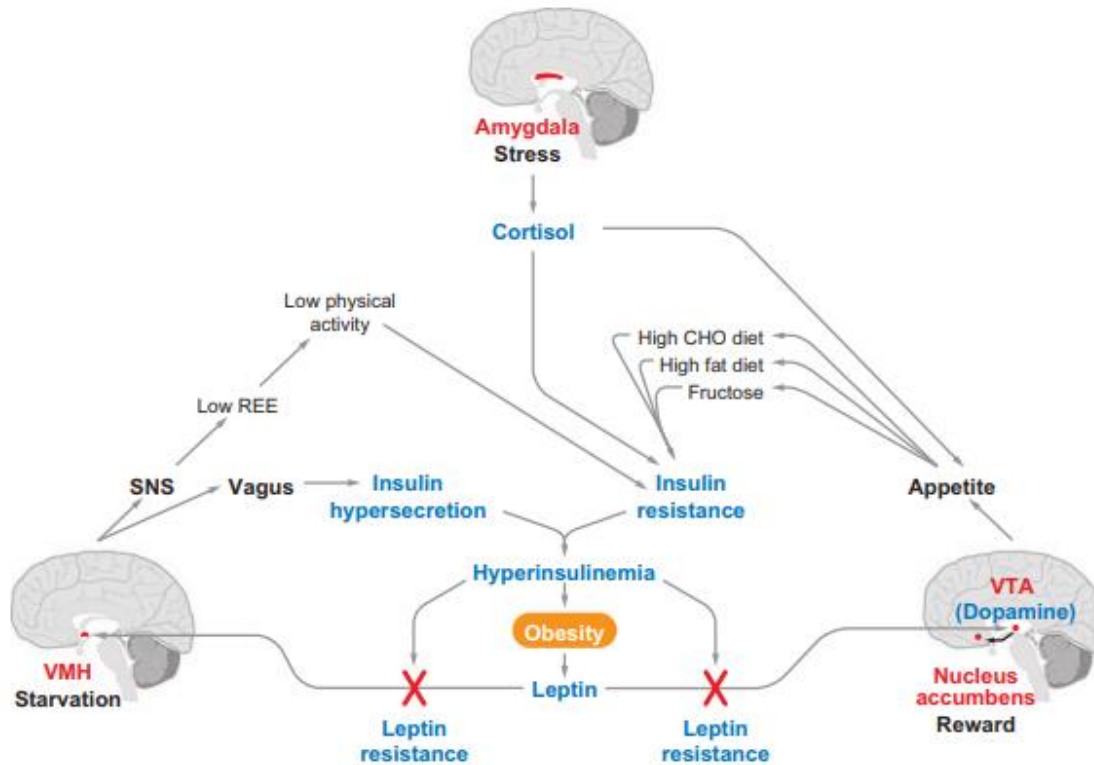 Amygdala
Stress
Cortisol
Low physical
activity
High CHO diet
High fat diet
Fructose
Low REE
SNS
Vagus
Insulin
hypersecretion
Insulin
resistance
Appetite
Hyperinsulinemia
VTA
(Dopamine)
Obesity
VMH
Starvation
Leptin
Nucleus
accumbens
Reward
Leptin
resistance
Leptin
resistance